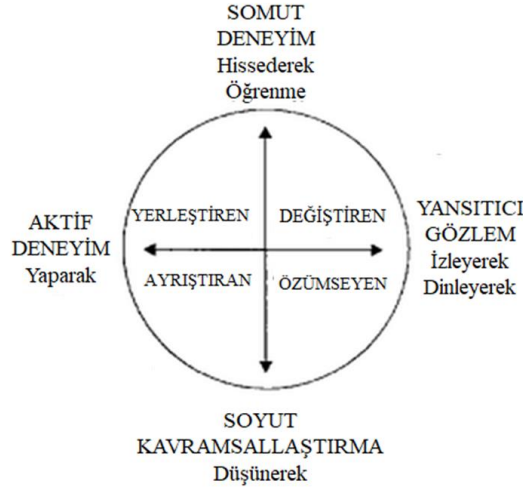 SOMUT
DENEYİM
Hissederek
Öğrenme
YERLEŞTİREN
DEĞİŞTİREN
AKTİF
DENEYİM
Yaparak
YANSITICI
GÖZLEM
İzleyerek
Dinleyerek
AYRIŞTIRAN
ÖZÜMSEYEN
SOYUT
KAVRAMSALLAŞTIRMA
Düşünerek